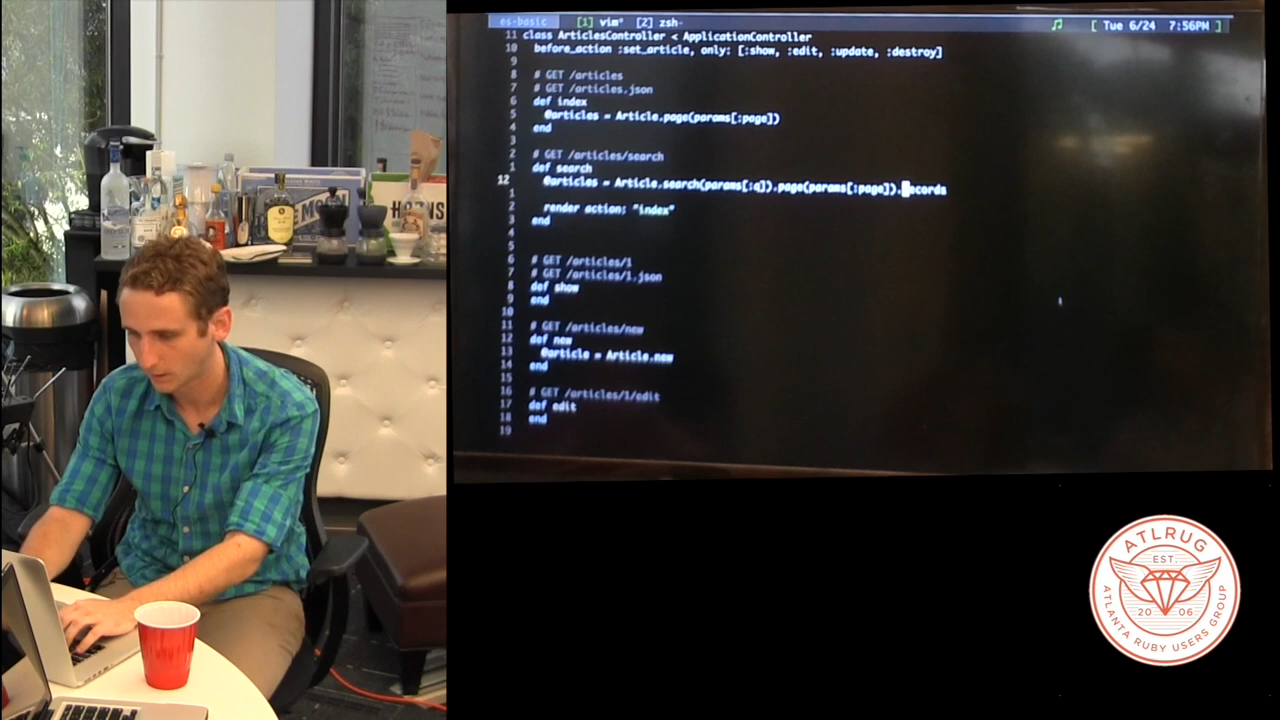 es-basic [1] vim* [2] zsh- [ Tue 6/24 7:56PM ]
11 class ArticlesController < ApplicationController
10 before_action :set_article, only: [:show, :edit, :update, :destroy]
9
8 # GET /articles
7 # GET /articles.json
6 def index
5 @articles = Article.page(params[:page])
4 end
3
2 # GET /articles/search
1 def search
12 @articles = Article.search(params[:q]).page(params[:page]).records
1
2 render action: "index"
3 end
4
5
6 # GET /articles/1
7 # GET /articles/1.json
8 def show
9 end
10
11 # GET /articles/new
12 def new
13 @article = Article.new
14 end
15
16 # GET /articles/1/edit
17 def edit
18 end
19
ATLRUG
EST.
20 06
ATLANTA RUBY USERS GROUP